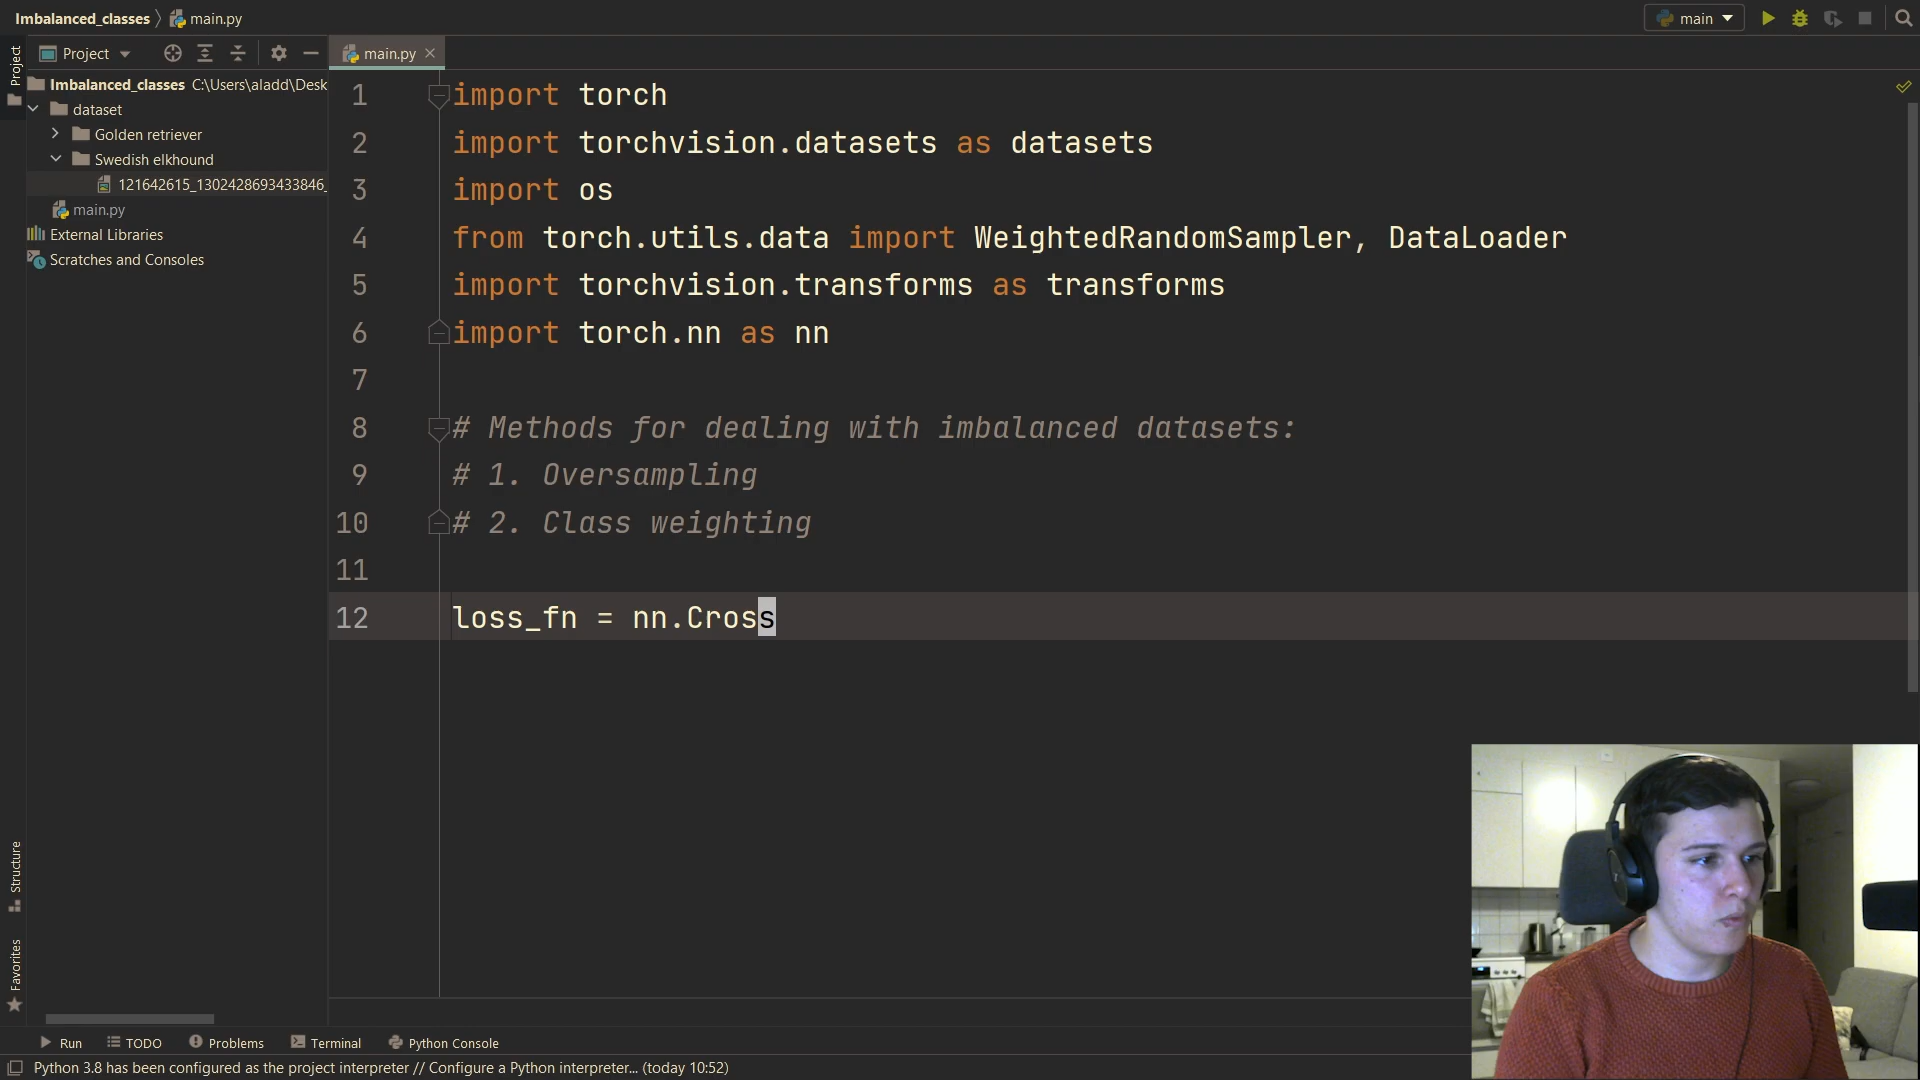 Imbalanced_classes main.py
main
Project
Project
main.py
Imbalanced_classes C:\Users\aladd\Desk
dataset
Golden retriever
Swedish elkhound
121642615_1302428693433846_
main.py
External Libraries
Scratches and Consoles
1 import torch
2 import torchvision.datasets as datasets
3 import os
4 from torch.utils.data import WeightedRandomSampler, DataLoader
5 import torchvision.transforms as transforms
6 import torch.nn as nn
7
8 # Methods for dealing with imbalanced datasets:
9 # 1. Oversampling
10 # 2. Class weighting
11
12 loss_fn = nn.Cross
Structure
Favorites
Run TODO Problems Terminal Python Console
Python 3.8 has been configured as the project interpreter // Configure a Python interpreter... (today 10:52)